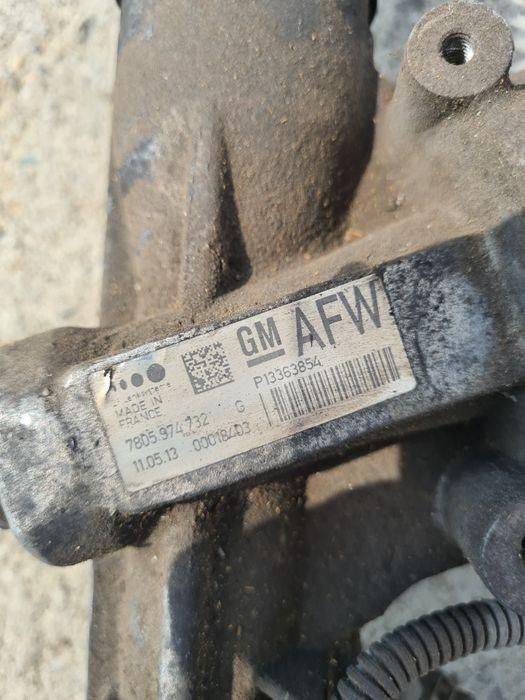 GM AFW
P13363854
MADE IN
FRANCE
7805.974.732 G
11.05.13 00018403